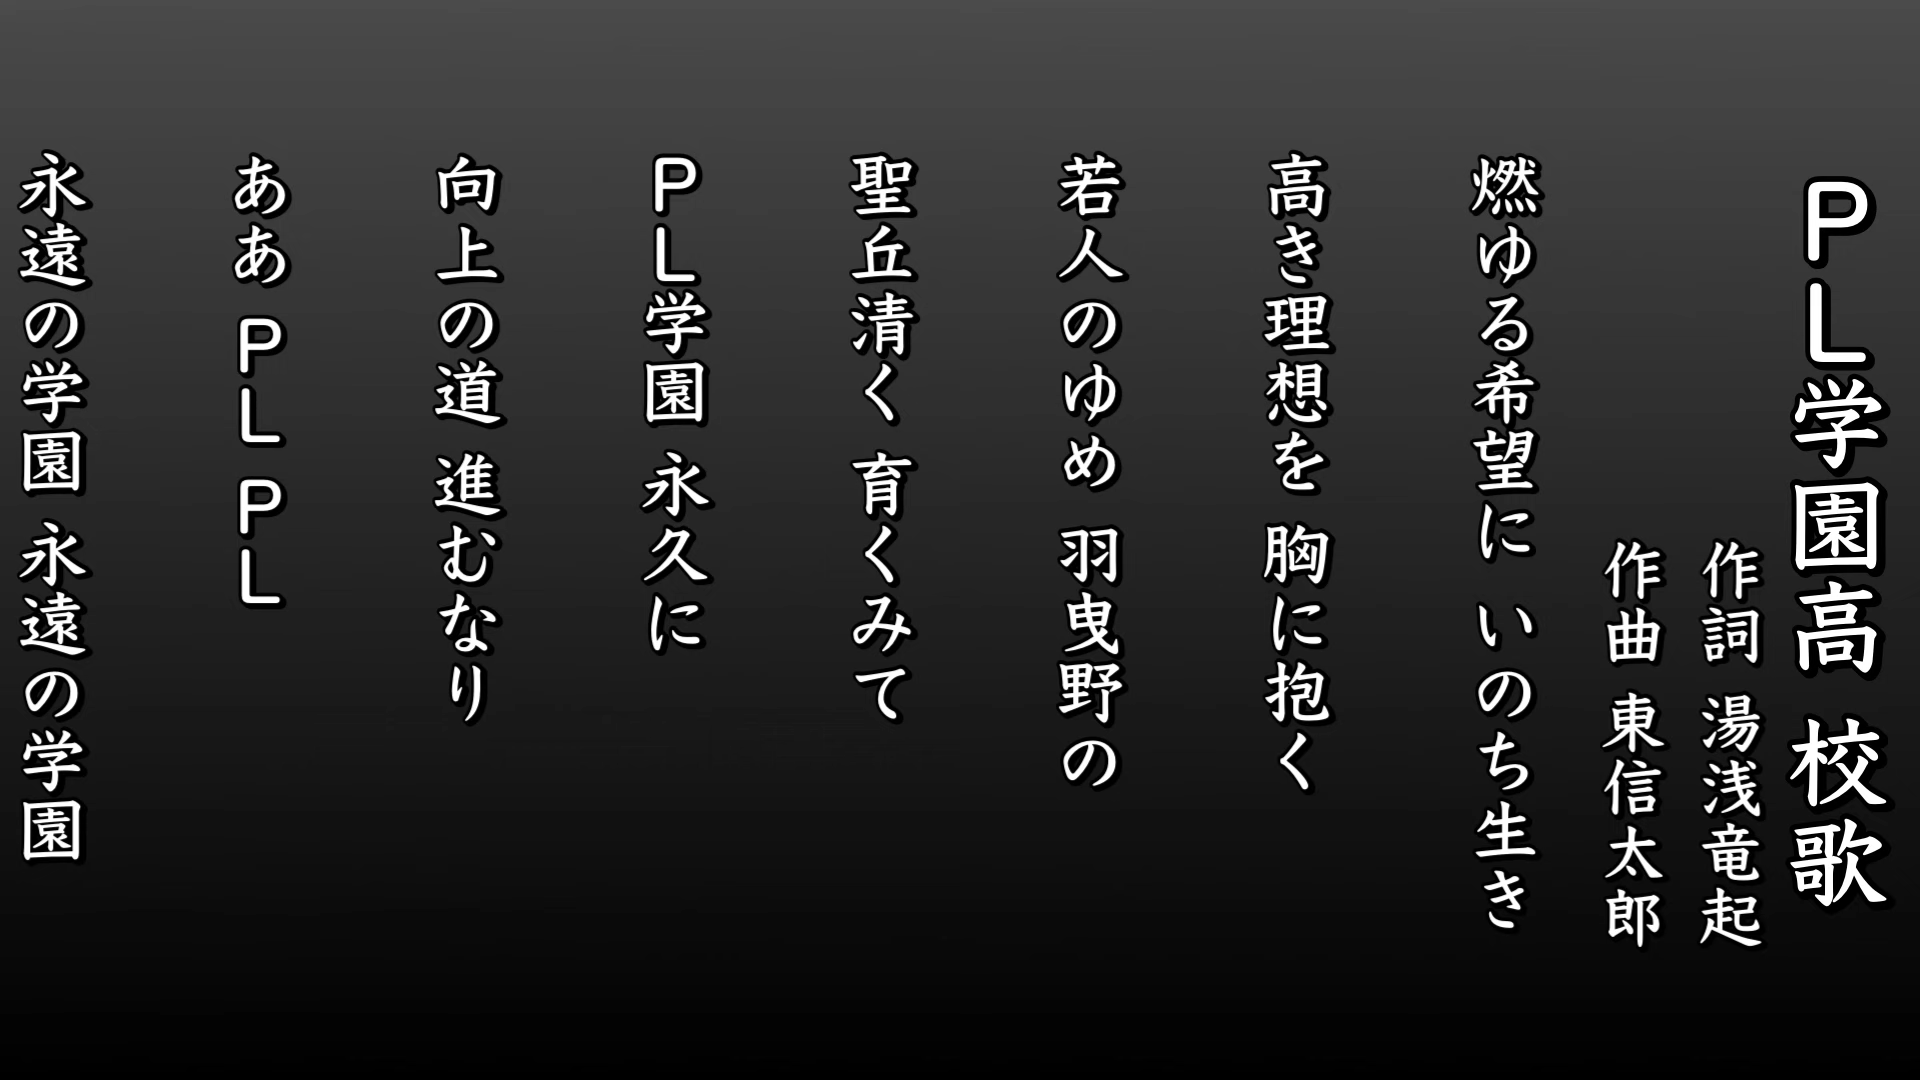 PL学園高 校歌
作詞 湯浅竜起
作曲 東信太郎
燃ゆる希望に いのち生き
高き理想を 胸に抱く
若人のゆめ 羽曳野の
聖丘清く 育くみて
PL学園 永久に
向上の道 進むなり
ああ PL PL
永遠の学園 永遠の学園